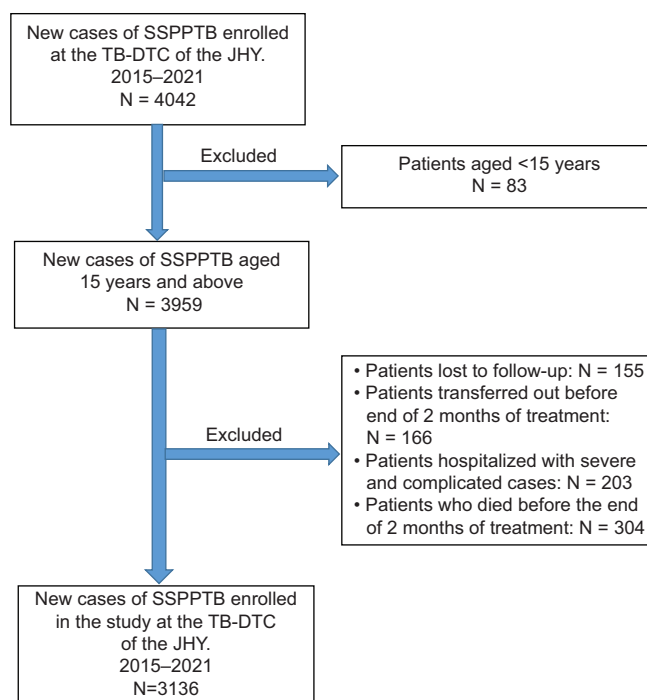 New cases of SSPPTB enrolled
at the TB-DTC of the JHY.
2015–2021
N = 4042
Excluded
Patients aged <15 years
N = 83
New cases of SSPPTB aged
15 years and above
N = 3959
Excluded
• Patients lost to follow-up: N = 155
• Patients transferred out before
end of 2 months of treatment:
N = 166
• Patients hospitalized with severe
and complicated cases: N = 203
• Patients who died before the end
of 2 months of treatment: N = 304
New cases of SSPPTB enrolled
in the study at the TB-DTC
of the JHY.
2015–2021
N=3136